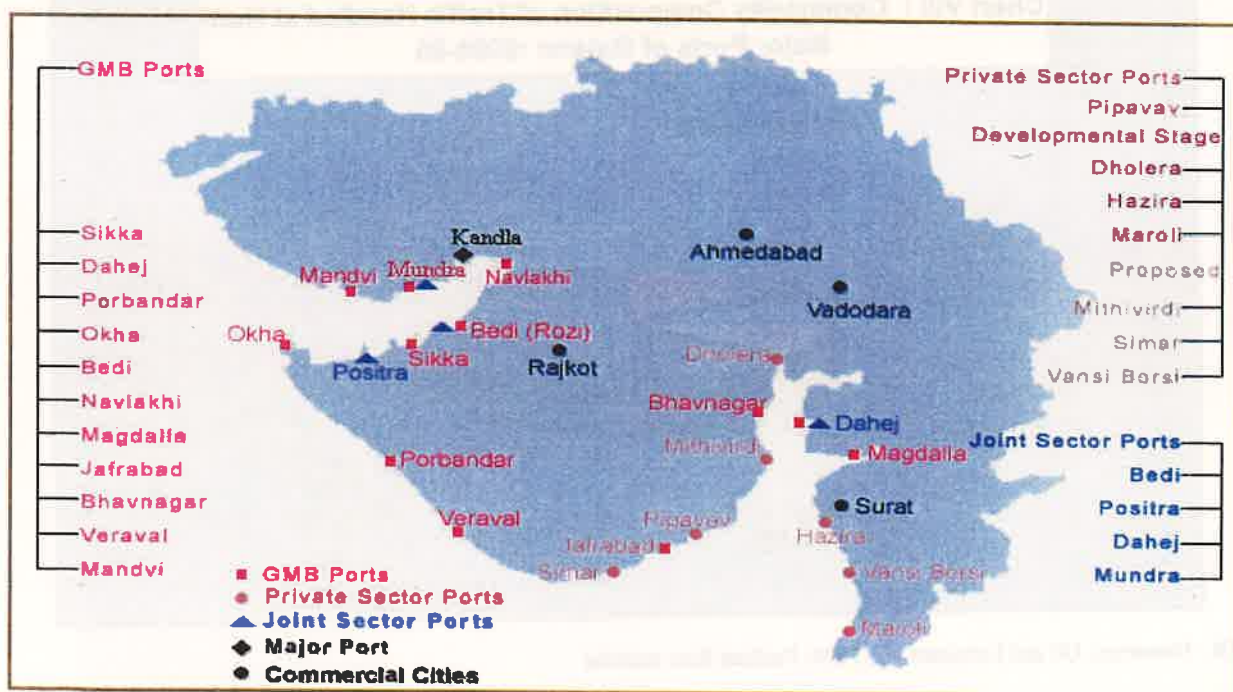 GMB Ports
Sikka
Dahej
Porbandar
Okha
Bedi
Navlakhi
Magdalla
Jafrabad
Bhavnagar
Veraval
Mandvi
Kandla
Mundra
Mandvi
Navlakhi
Okha
Bedi (Rozi)
Sikka
Positra
Rajkot
Ahmedabad
Vadodara
Dholera
Bhavnagar
Dahej
Mithivirdi
Magdalla
Porbandar
Surat
Veraval
Pipavav
Hazira
Jafrabad
Simar
Vansi Borsi
Maroli
GMB Ports
Private Sector Ports
Joint Sector Ports
Major Port
Commercial Cities
Private Sector Ports
Pipavav
Developmental Stage
Dholera
Hazira
Maroli
Proposed
Mithivirdi
Simar
Vansi Borsi
Joint Sector Ports
Bedi
Positra
Dahej
Mundra